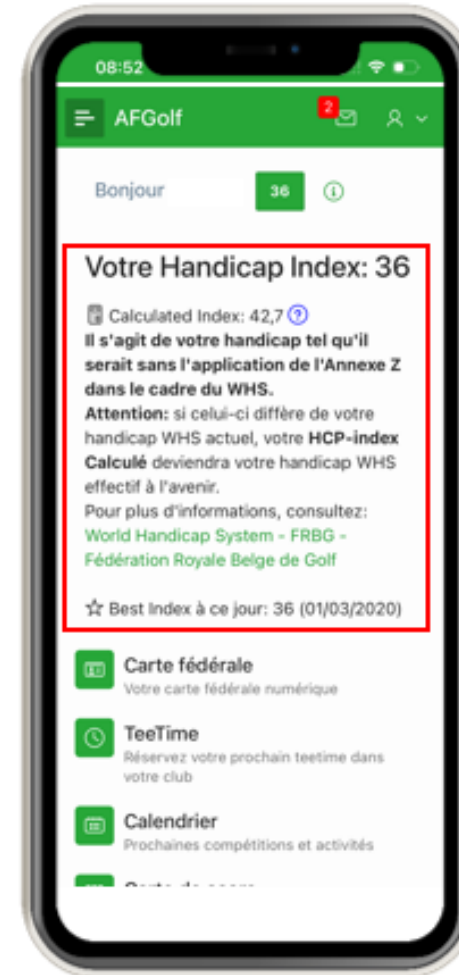 08:52
AFGolf
2
Bonjour
36
Votre Handicap Index: 36
Calculated Index: 42,7 ?
Il s'agit de votre handicap tel qu'il
serait sans l'application de l'Annexe Z
dans le cadre du WHS.
Attention: si celui-ci diffère de votre
handicap WHS actuel, votre HCP-index
Calculé deviendra votre handicap WHS
effectif à l'avenir.
Pour plus d'informations, consultez:
World Handicap System - FRBG -
Fédération Royale Belge de Golf
Best Index à ce jour: 36 (01/03/2020)
Carte fédérale
Votre carte fédérale numérique
TeeTime
Réservez votre prochain teetime dans
votre club
Calendrier
Prochaines compétitions et activités